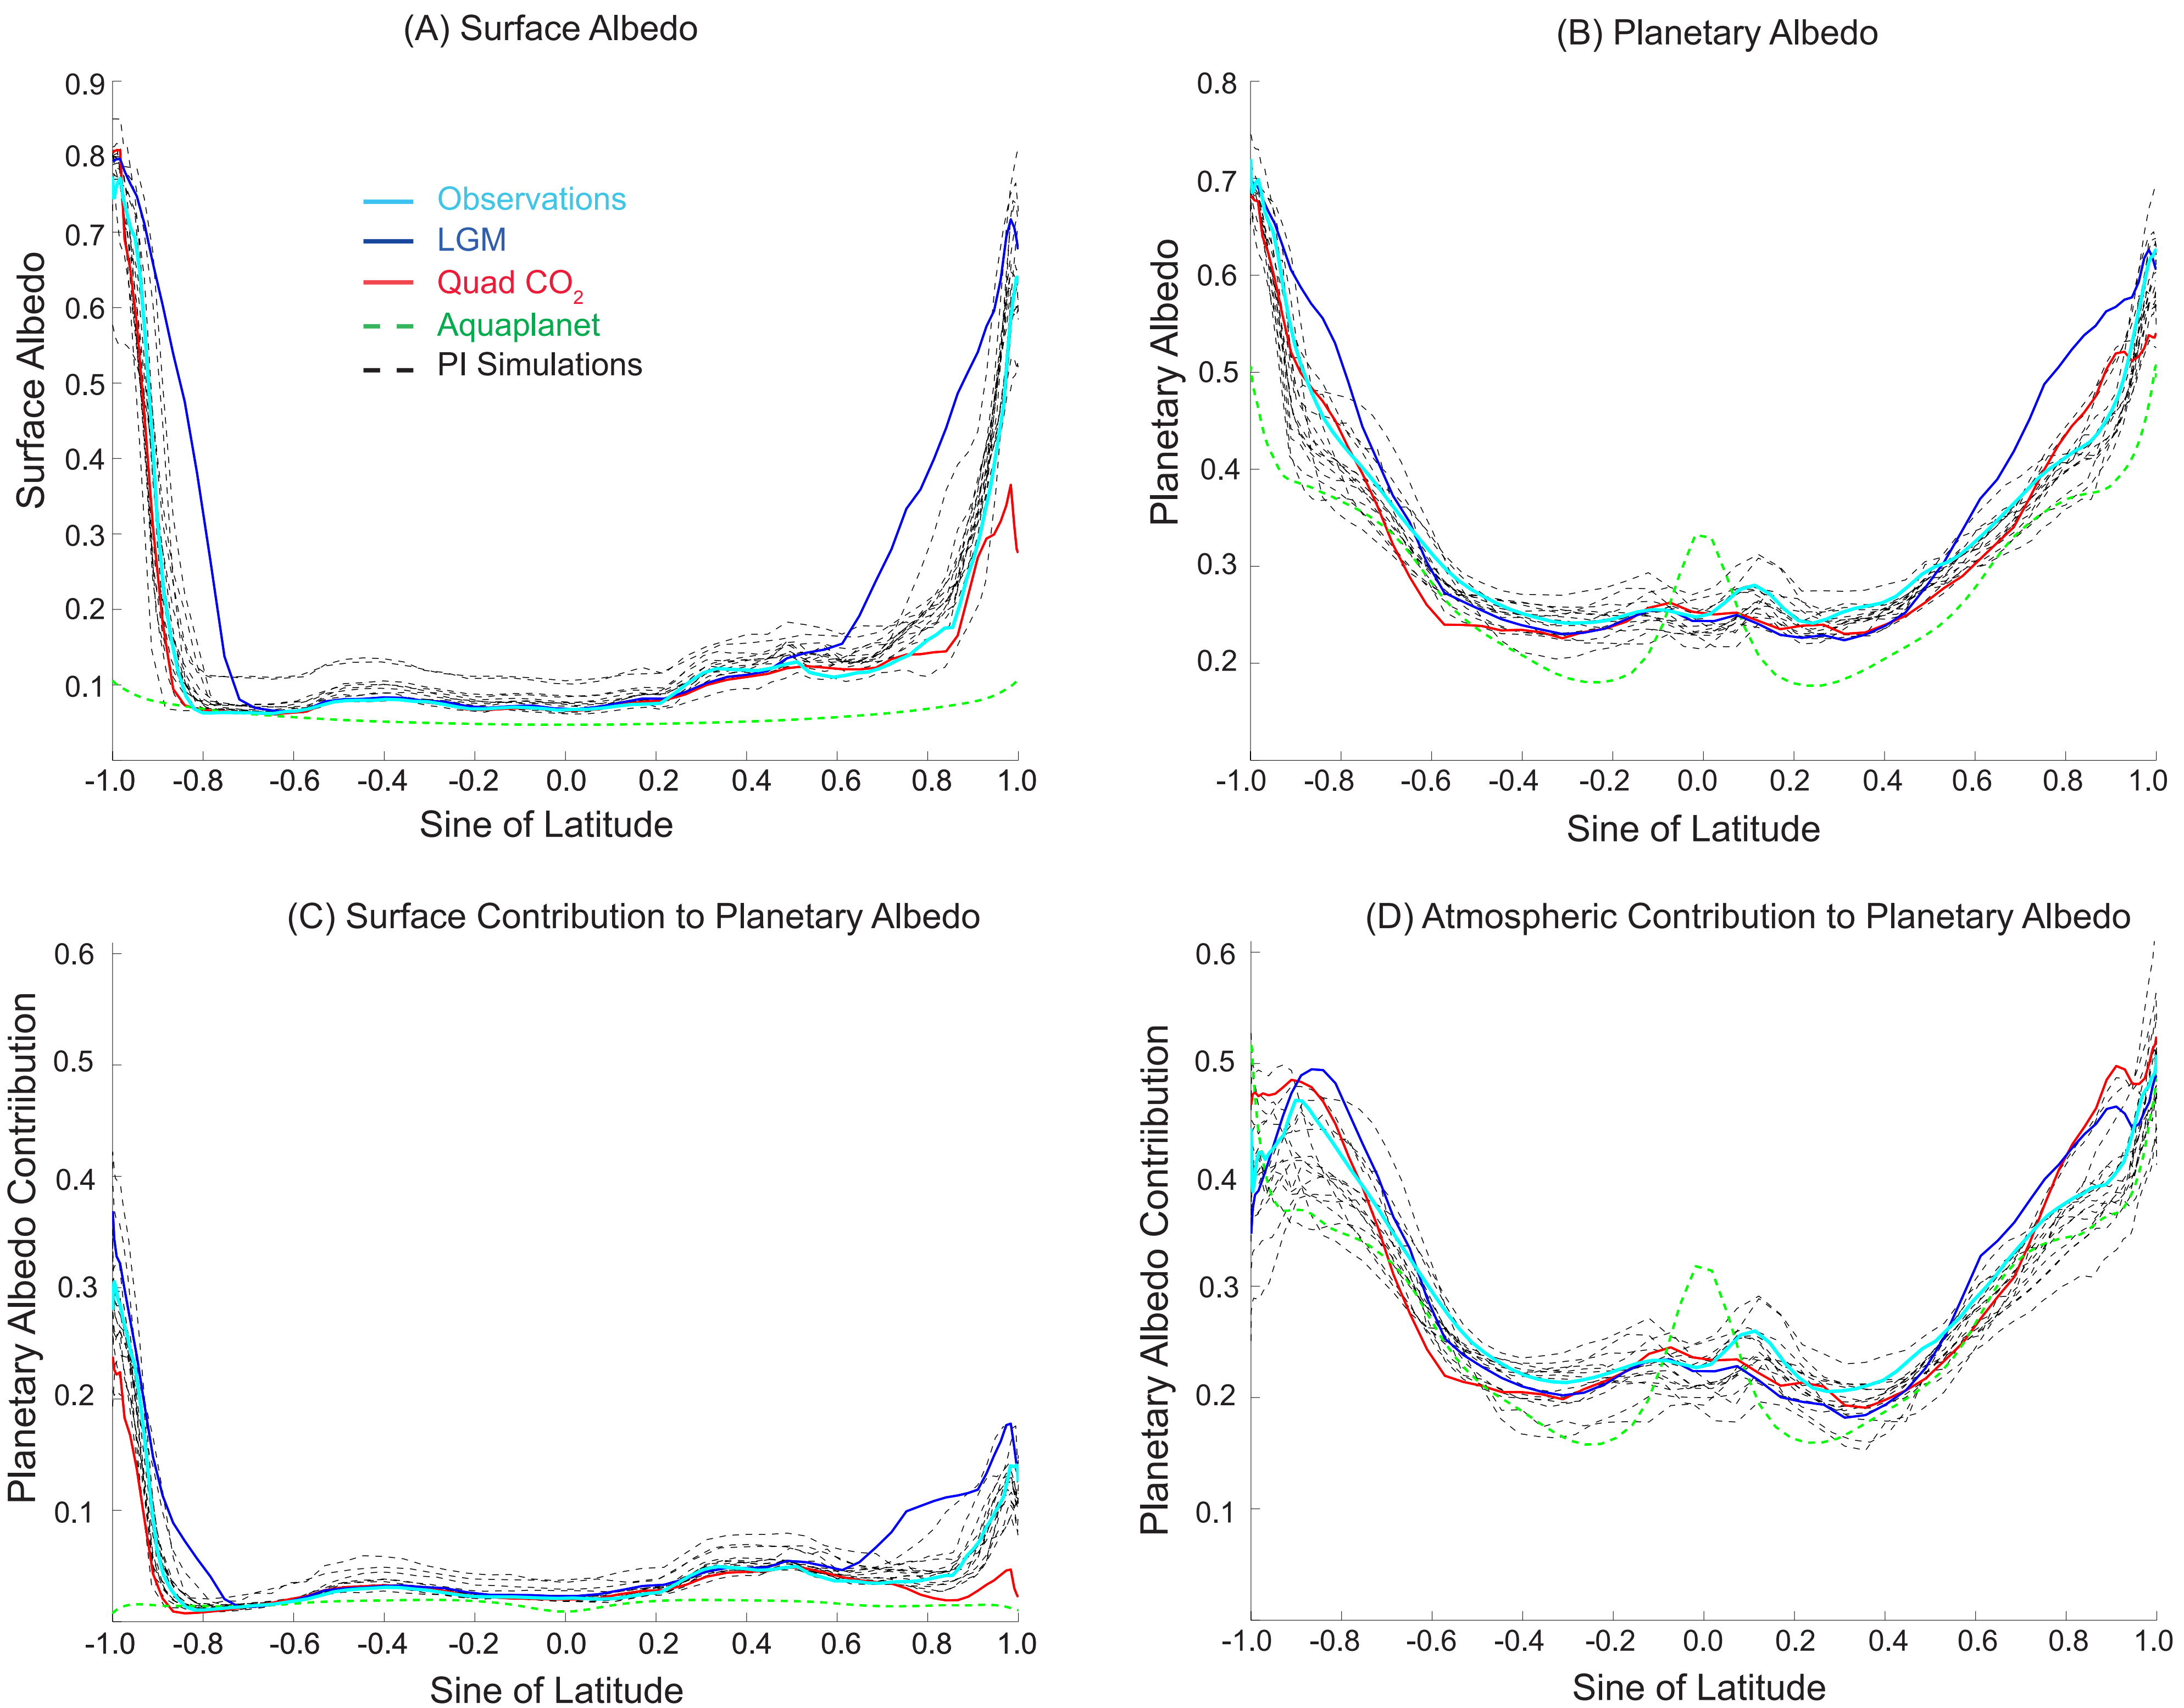 (A) Surface Albedo
0.9
0.8
0.7
0.6
0.5
0.4
0.3
0.2
0.1
Surface Albedo
Observations
LGM
Quad CO2
Aquaplanet
PI Simulations
-1.0 -0.8 -0.6 -0.4 -0.2 0.0 0.2 0.4 0.6 0.8 1.0
Sine of Latitude
(B) Planetary Albedo
0.8
0.7
0.6
0.5
0.4
0.3
0.2
Planetary Albedo
-1.0 -0.8 -0.6 -0.4 -0.2 0.0 0.2 0.4 0.6 0.8 1.0
Sine of Latitude
(C) Surface Contribution to Planetary Albedo
0.6
0.5
0.4
0.3
0.2
0.1
Planetary Albedo Contriibution
-1.0 -0.8 -0.6 -0.4 -0.2 0.0 0.2 0.4 0.6 0.8 1.0
Sine of Latitude
(D) Atmospheric Contribution to Planetary Albedo
0.6
0.5
0.4
0.3
0.2
0.1
Planetary Albedo Contriibution
-1.0 -0.8 -0.6 -0.4 -0.2 0.0 0.2 0.4 0.6 0.8 1.0
Sine of Latitude